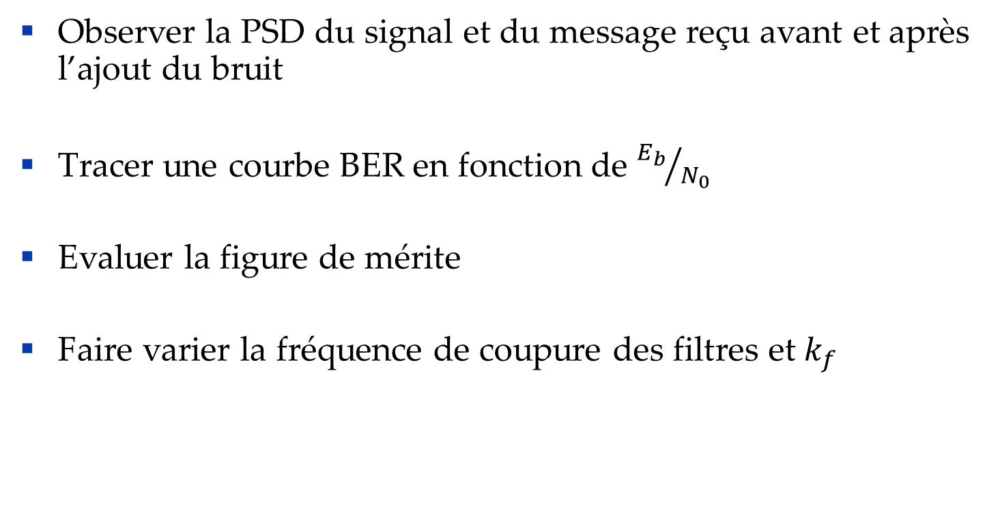 ▪ Observer la PSD du signal et du message reçu avant et après
l’ajout du bruit
▪ Tracer une courbe BER en fonction de E_b/N_0
▪ Evaluer la figure de mérite
▪ Faire varier la fréquence de coupure des filtres et k_f